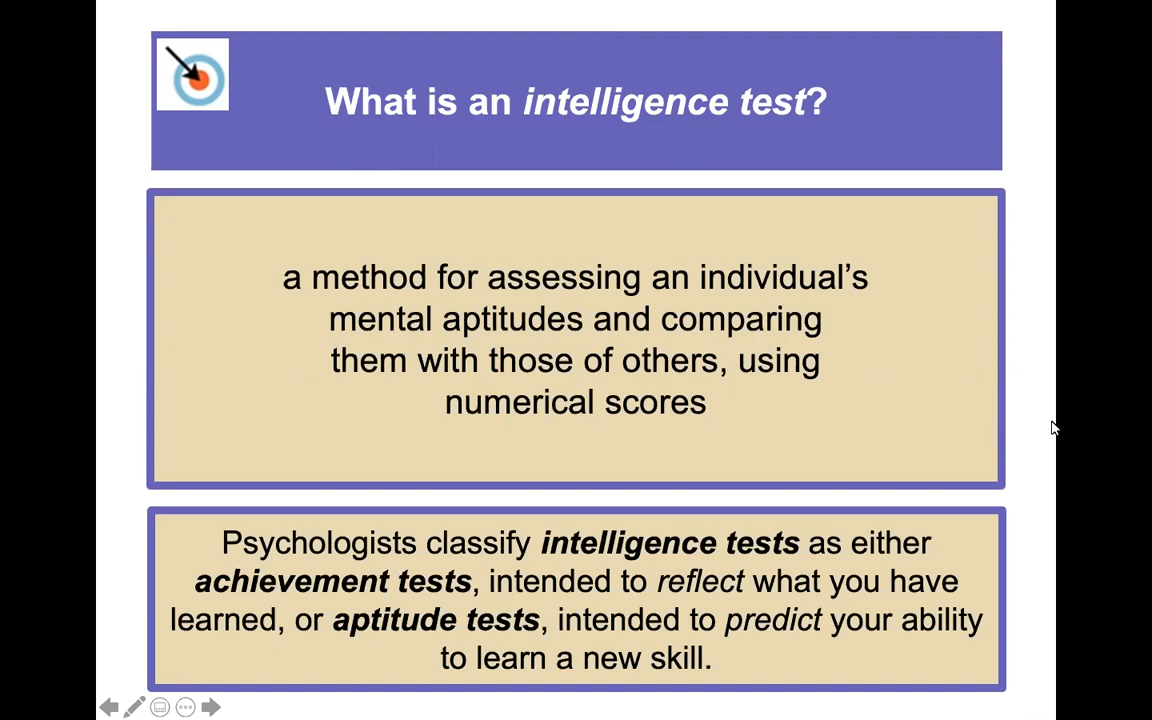 What is an intelligence test?
a method for assessing an individual’s
mental aptitudes and comparing
them with those of others, using
numerical scores
Psychologists classify intelligence tests as either
achievement tests, intended to reflect what you have
learned, or aptitude tests, intended to predict your ability
to learn a new skill.